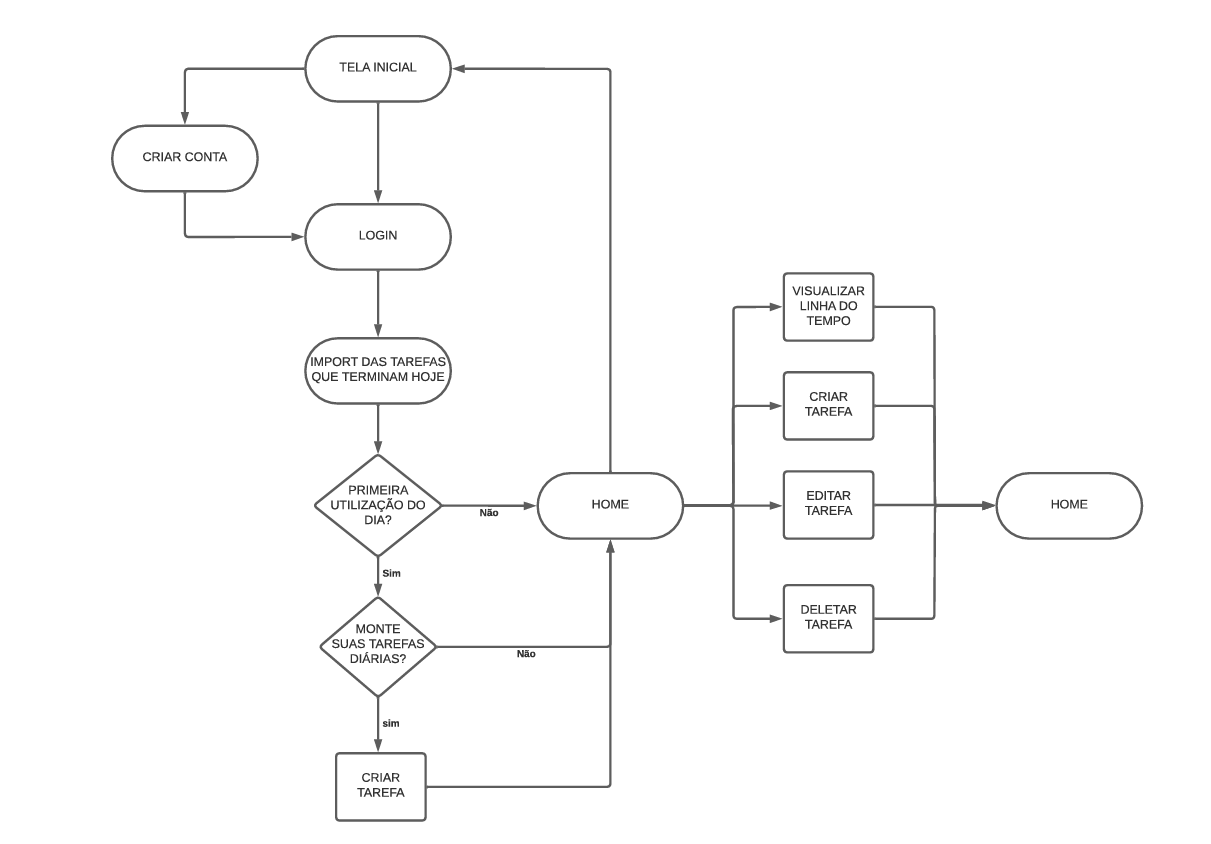 TELA INICIAL
CRIAR CONTA
LOGIN
IMPORT DAS TAREFAS
QUE TERMINAM HOJE
PRIMEIRA
UTILIZAÇÃO DO
DIA?
Não
Sim
MONTE
SUAS TAREFAS
DIÁRIAS?
Não
sim
CRIAR
TAREFA
HOME
VISUALIZAR
LINHA DO
TEMPO
CRIAR
TAREFA
EDITAR
TAREFA
DELETAR
TAREFA
HOME